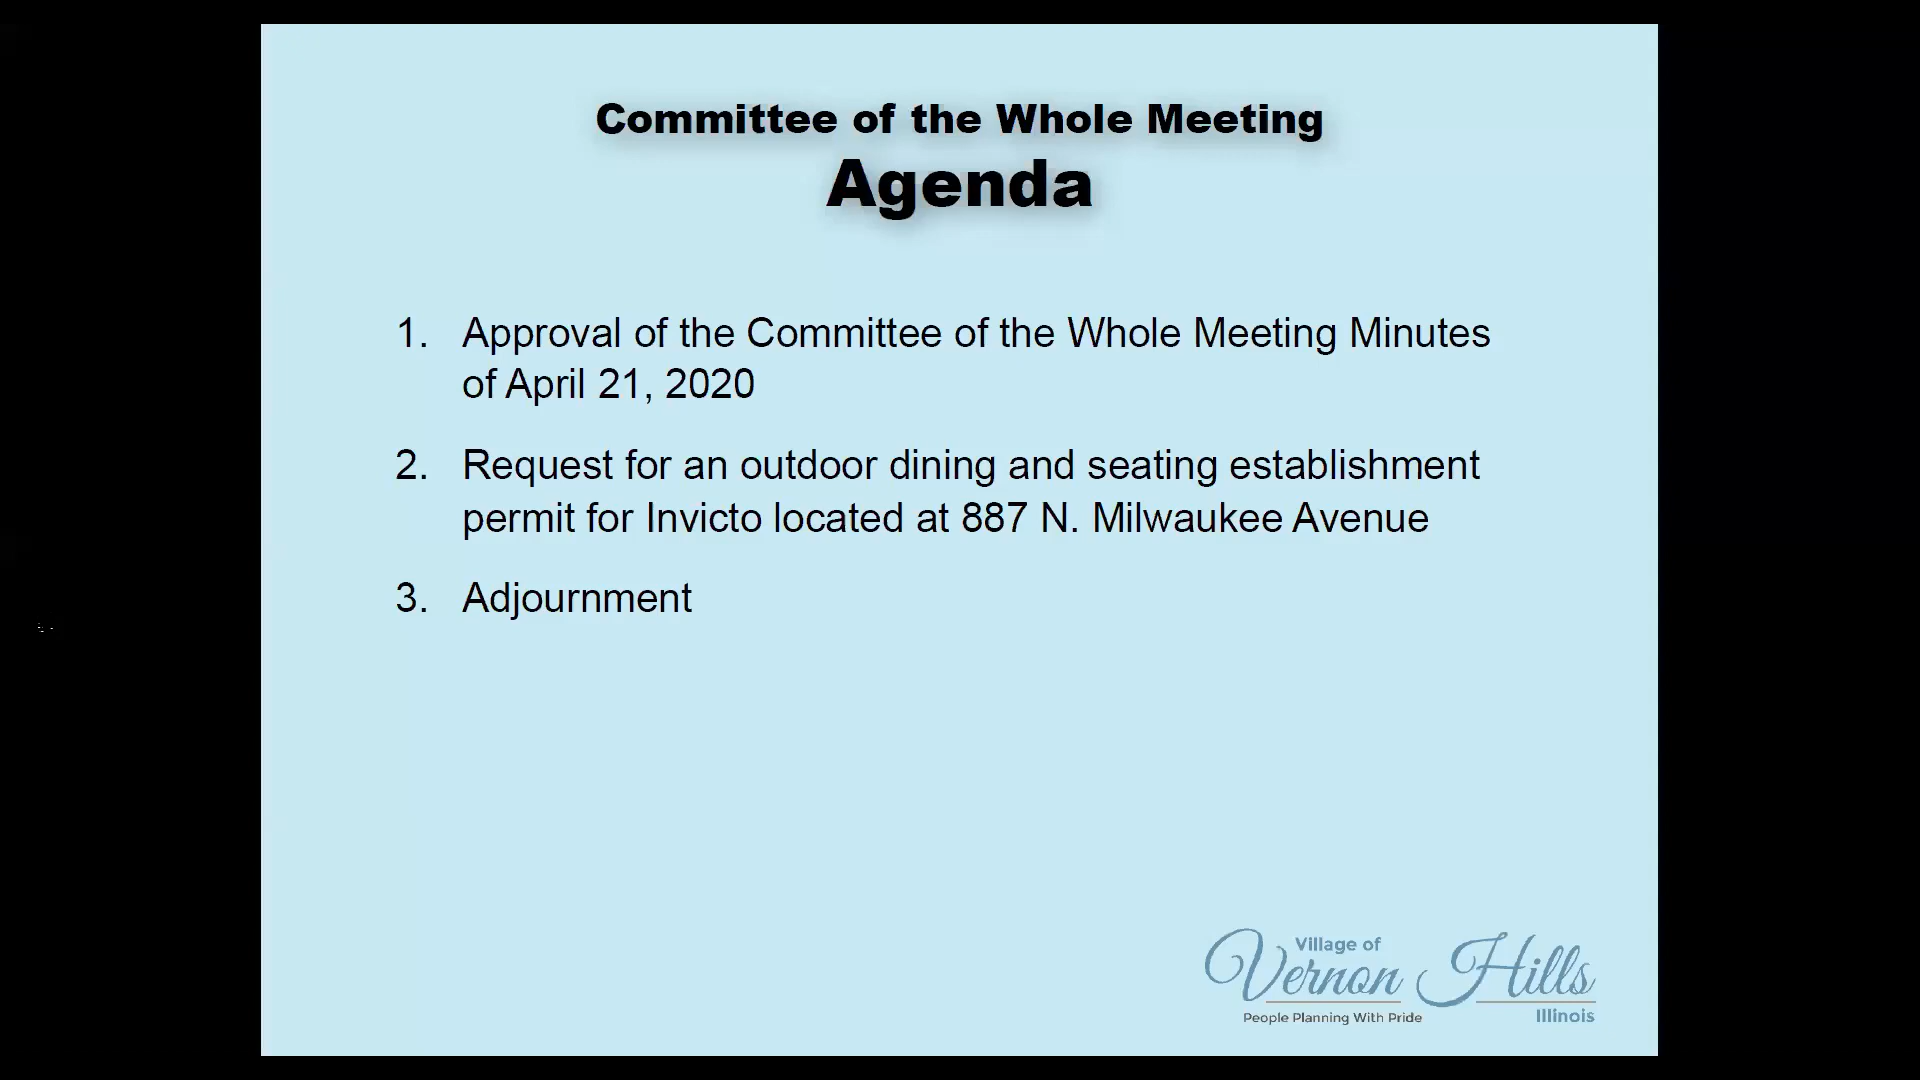 Committee of the Whole Meeting
Agenda
1. Approval of the Committee of the Whole Meeting Minutes
of April 21, 2020
2. Request for an outdoor dining and seating establishment
permit for Invicto located at 887 N. Milwaukee Avenue
3. Adjournment
Village of
Vernon Hills
People Planning With Pride
Illinois